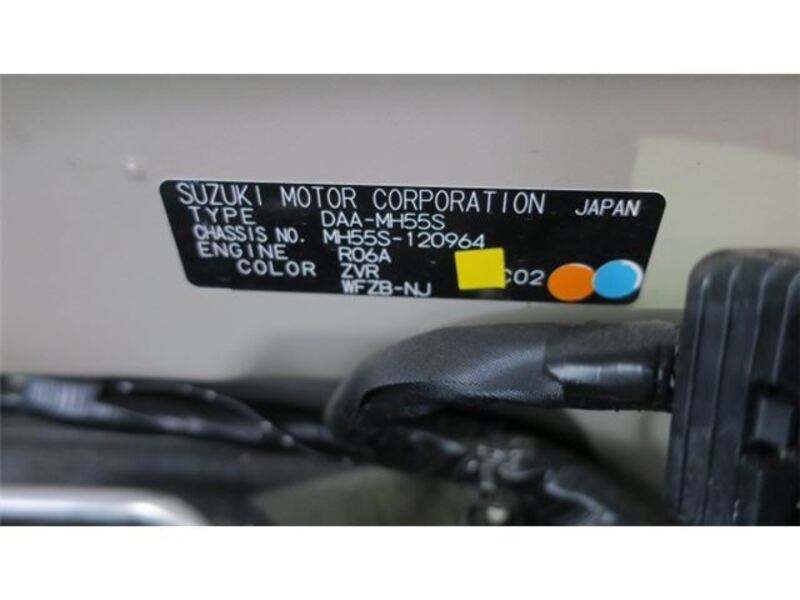 SUZUKI MOTOR CORPORATION JAPAN
TYPE DAA-MH55S
CHASSIS NO. MH55S-120964
ENGINE R06A
COLOR ZVR C02
WFZB-NJ